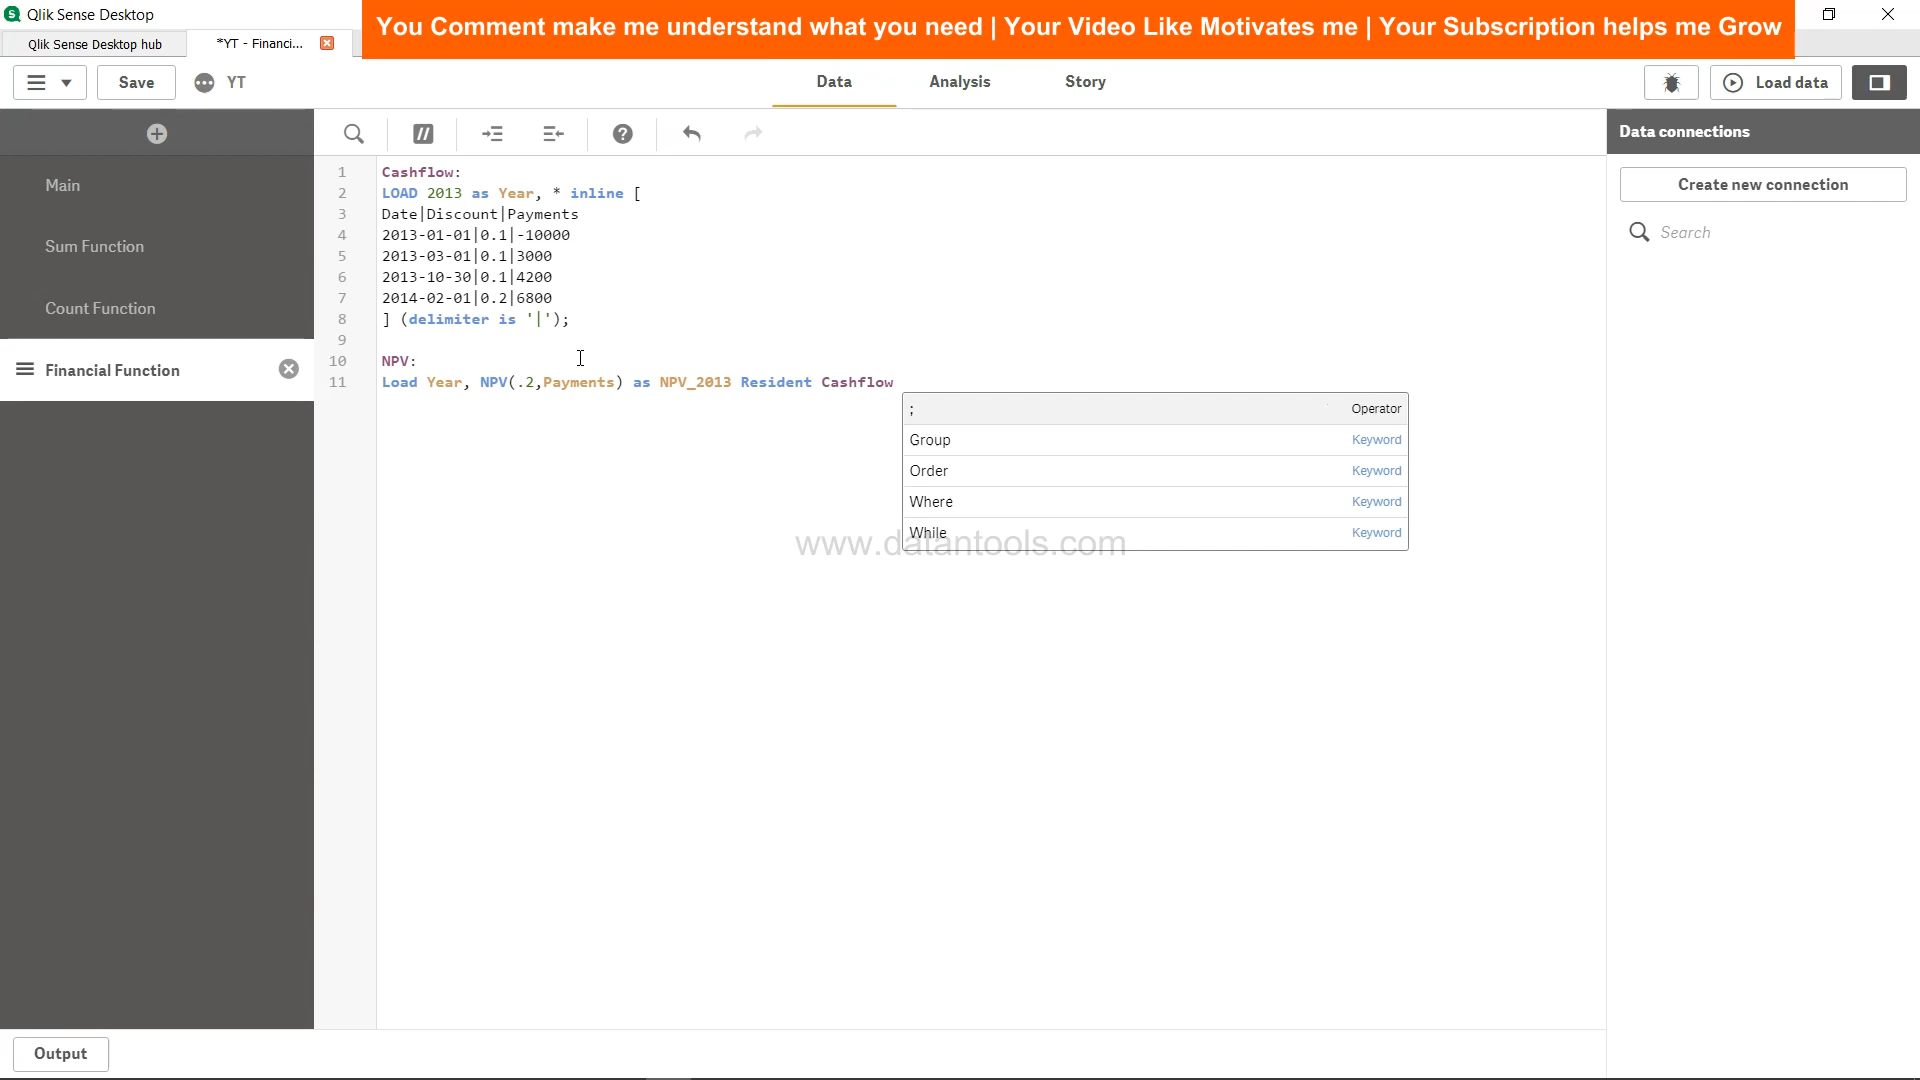 Qlik Sense Desktop
You Comment make me understand what you need | Your Video Like Motivates me | Your Subscription helps me Grow
Qlik Sense Desktop hub
*YT - Financi...
Save
YT
Data
Analysis
Story
Load data
Data connections
Create new connection
Search
Main
Sum Function
Count Function
Financial Function
1 Cashflow:
2 LOAD 2013 as Year, * inline [
3 Date|Discount|Payments
4 2013-01-01|0.1|-10000
5 2013-03-01|0.1|3000
6 2013-10-30|0.1|4200
7 2014-02-01|0.2|6800
8 ] (delimiter is '|');
9
10 NPV:
11 Load Year, NPV(.2,Payments) as NPV_2013 Resident Cashflow
; Operator
Group Keyword
Order Keyword
Where Keyword
While Keyword
www.datantools.com
Output